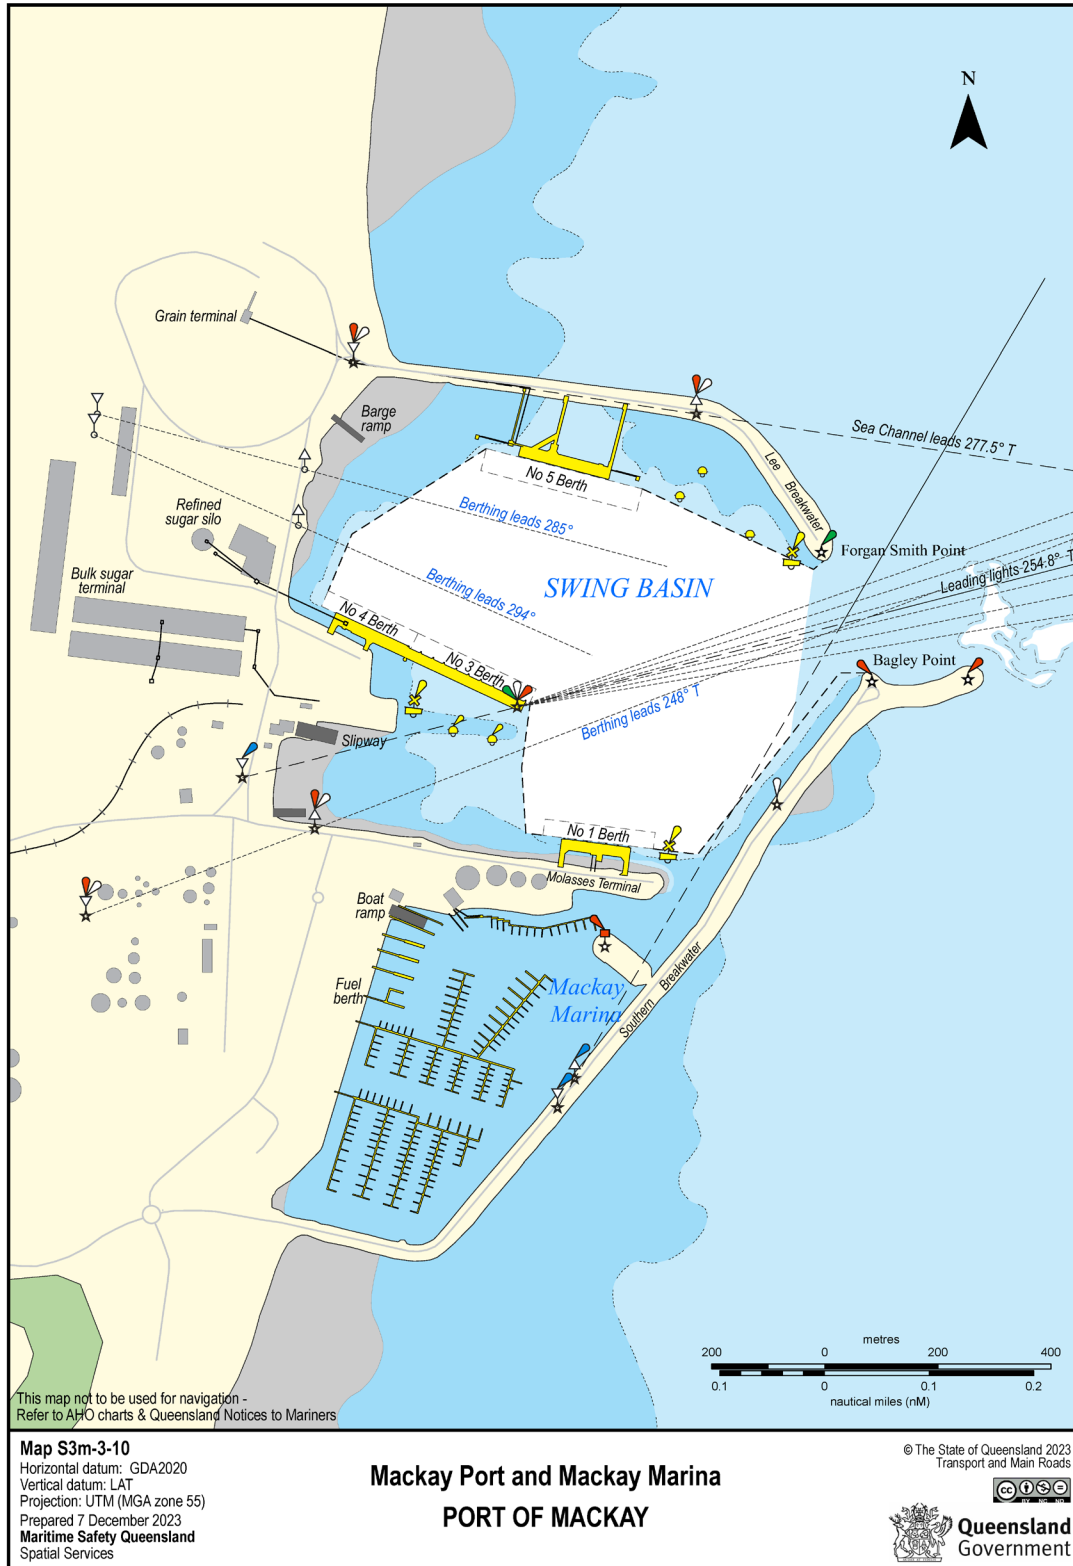 N
Grain terminal
Barge
ramp
Sea Channel leads 277.5° T
Lee Breakwater
No 5 Berth
Refined
sugar silo
Berthing leads 285°
Forgan Smith Point
Bulk sugar
terminal
Berthing leads 294°
SWING BASIN
Leading lights 254.8° T
No 4 Berth
No 3 Berth
Bagley Point
Berthing leads 248° T
Slipway
No 1 Berth
Molasses Terminal
Boat
ramp
Fuel
berth
Mackay
Marina
Southern Breakwater
metres
200 0 200 400
0.1 0 0.1 0.2
nautical miles (nM)
This map not to be used for navigation -
Refer to AHO charts & Queensland Notices to Mariners
Map S3m-3-10
Horizontal datum: GDA2020
Vertical datum: LAT
Projection: UTM (MGA zone 55)
Prepared 7 December 2023
Maritime Safety Queensland
Spatial Services
Mackay Port and Mackay Marina
PORT OF MACKAY
© The State of Queensland 2023
Transport and Main Roads
CC BY NC ND
Queensland
Government